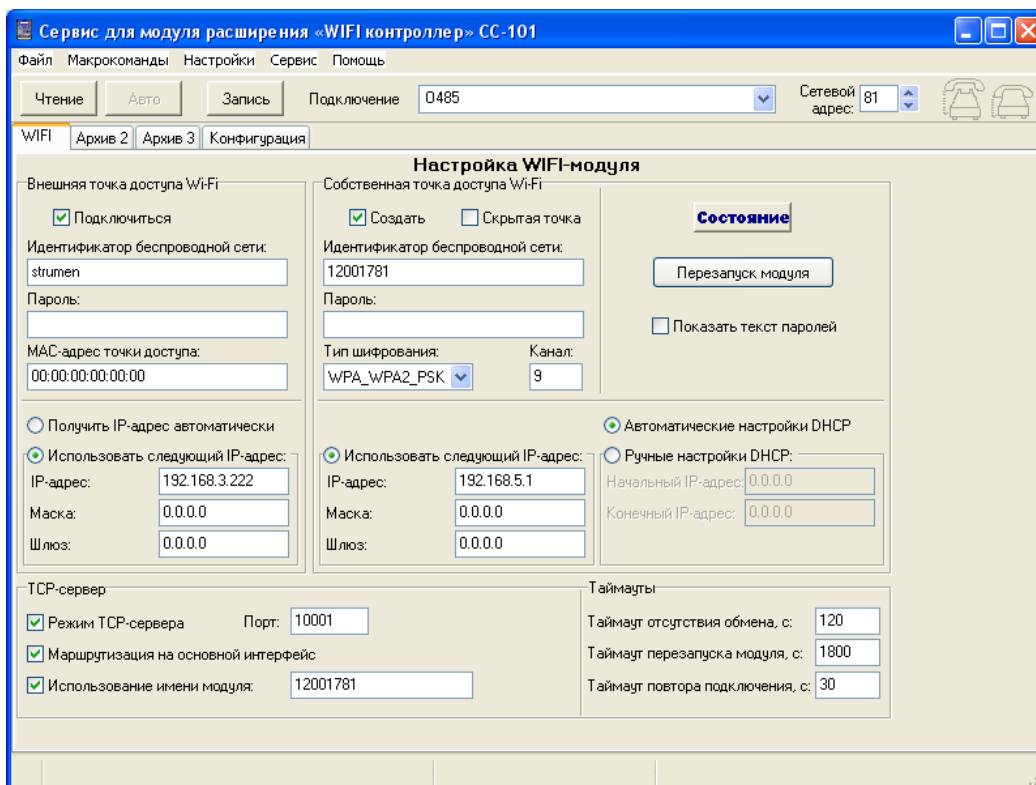 Сервис для модуля расширения «WIFI контроллер» СС-101
Файл Макрокоманды Настройки Сервис Помощь
Чтение Авто Запись Подключение O485 Сетевой адрес: 81
WIFI Архив 2 Архив 3 Конфигурация
Настройка WIFI-модуля
Внешняя точка доступа Wi-Fi
Подключиться
Идентификатор беспроводной сети:
strumen
Пароль:
MAC-адрес точки доступа:
00:00:00:00:00:00
Получить IP-адрес автоматически
Использовать следующий IP-адрес:
IP-адрес: 192.168.3.222
Маска: 0.0.0.0
Шлюз: 0.0.0.0
Собственная точка доступа Wi-Fi
Создать Скрытая точка
Идентификатор беспроводной сети:
12001781
Пароль:
Тип шифрования: Канал:
WPA_WPA2_PSK 9
Использовать следующий IP-адрес:
IP-адрес: 192.168.5.1
Маска: 0.0.0.0
Шлюз: 0.0.0.0
Состояние
Перезапуск модуля
Показать текст паролей
Автоматические настройки DHCP
Ручные настройки DHCP:
Начальный IP-адрес: 0.0.0.0
Конечный IP-адрес: 0.0.0.0
TCP-сервер
Режим TCP-сервера Порт: 10001
Маршрутизация на основной интерфейс
Использование имени модуля: 12001781
Таймауты
Таймаут отсутствия обмена, с: 120
Таймаут перезапуска модуля, с: 1800
Таймаут повтора подключения, с: 30